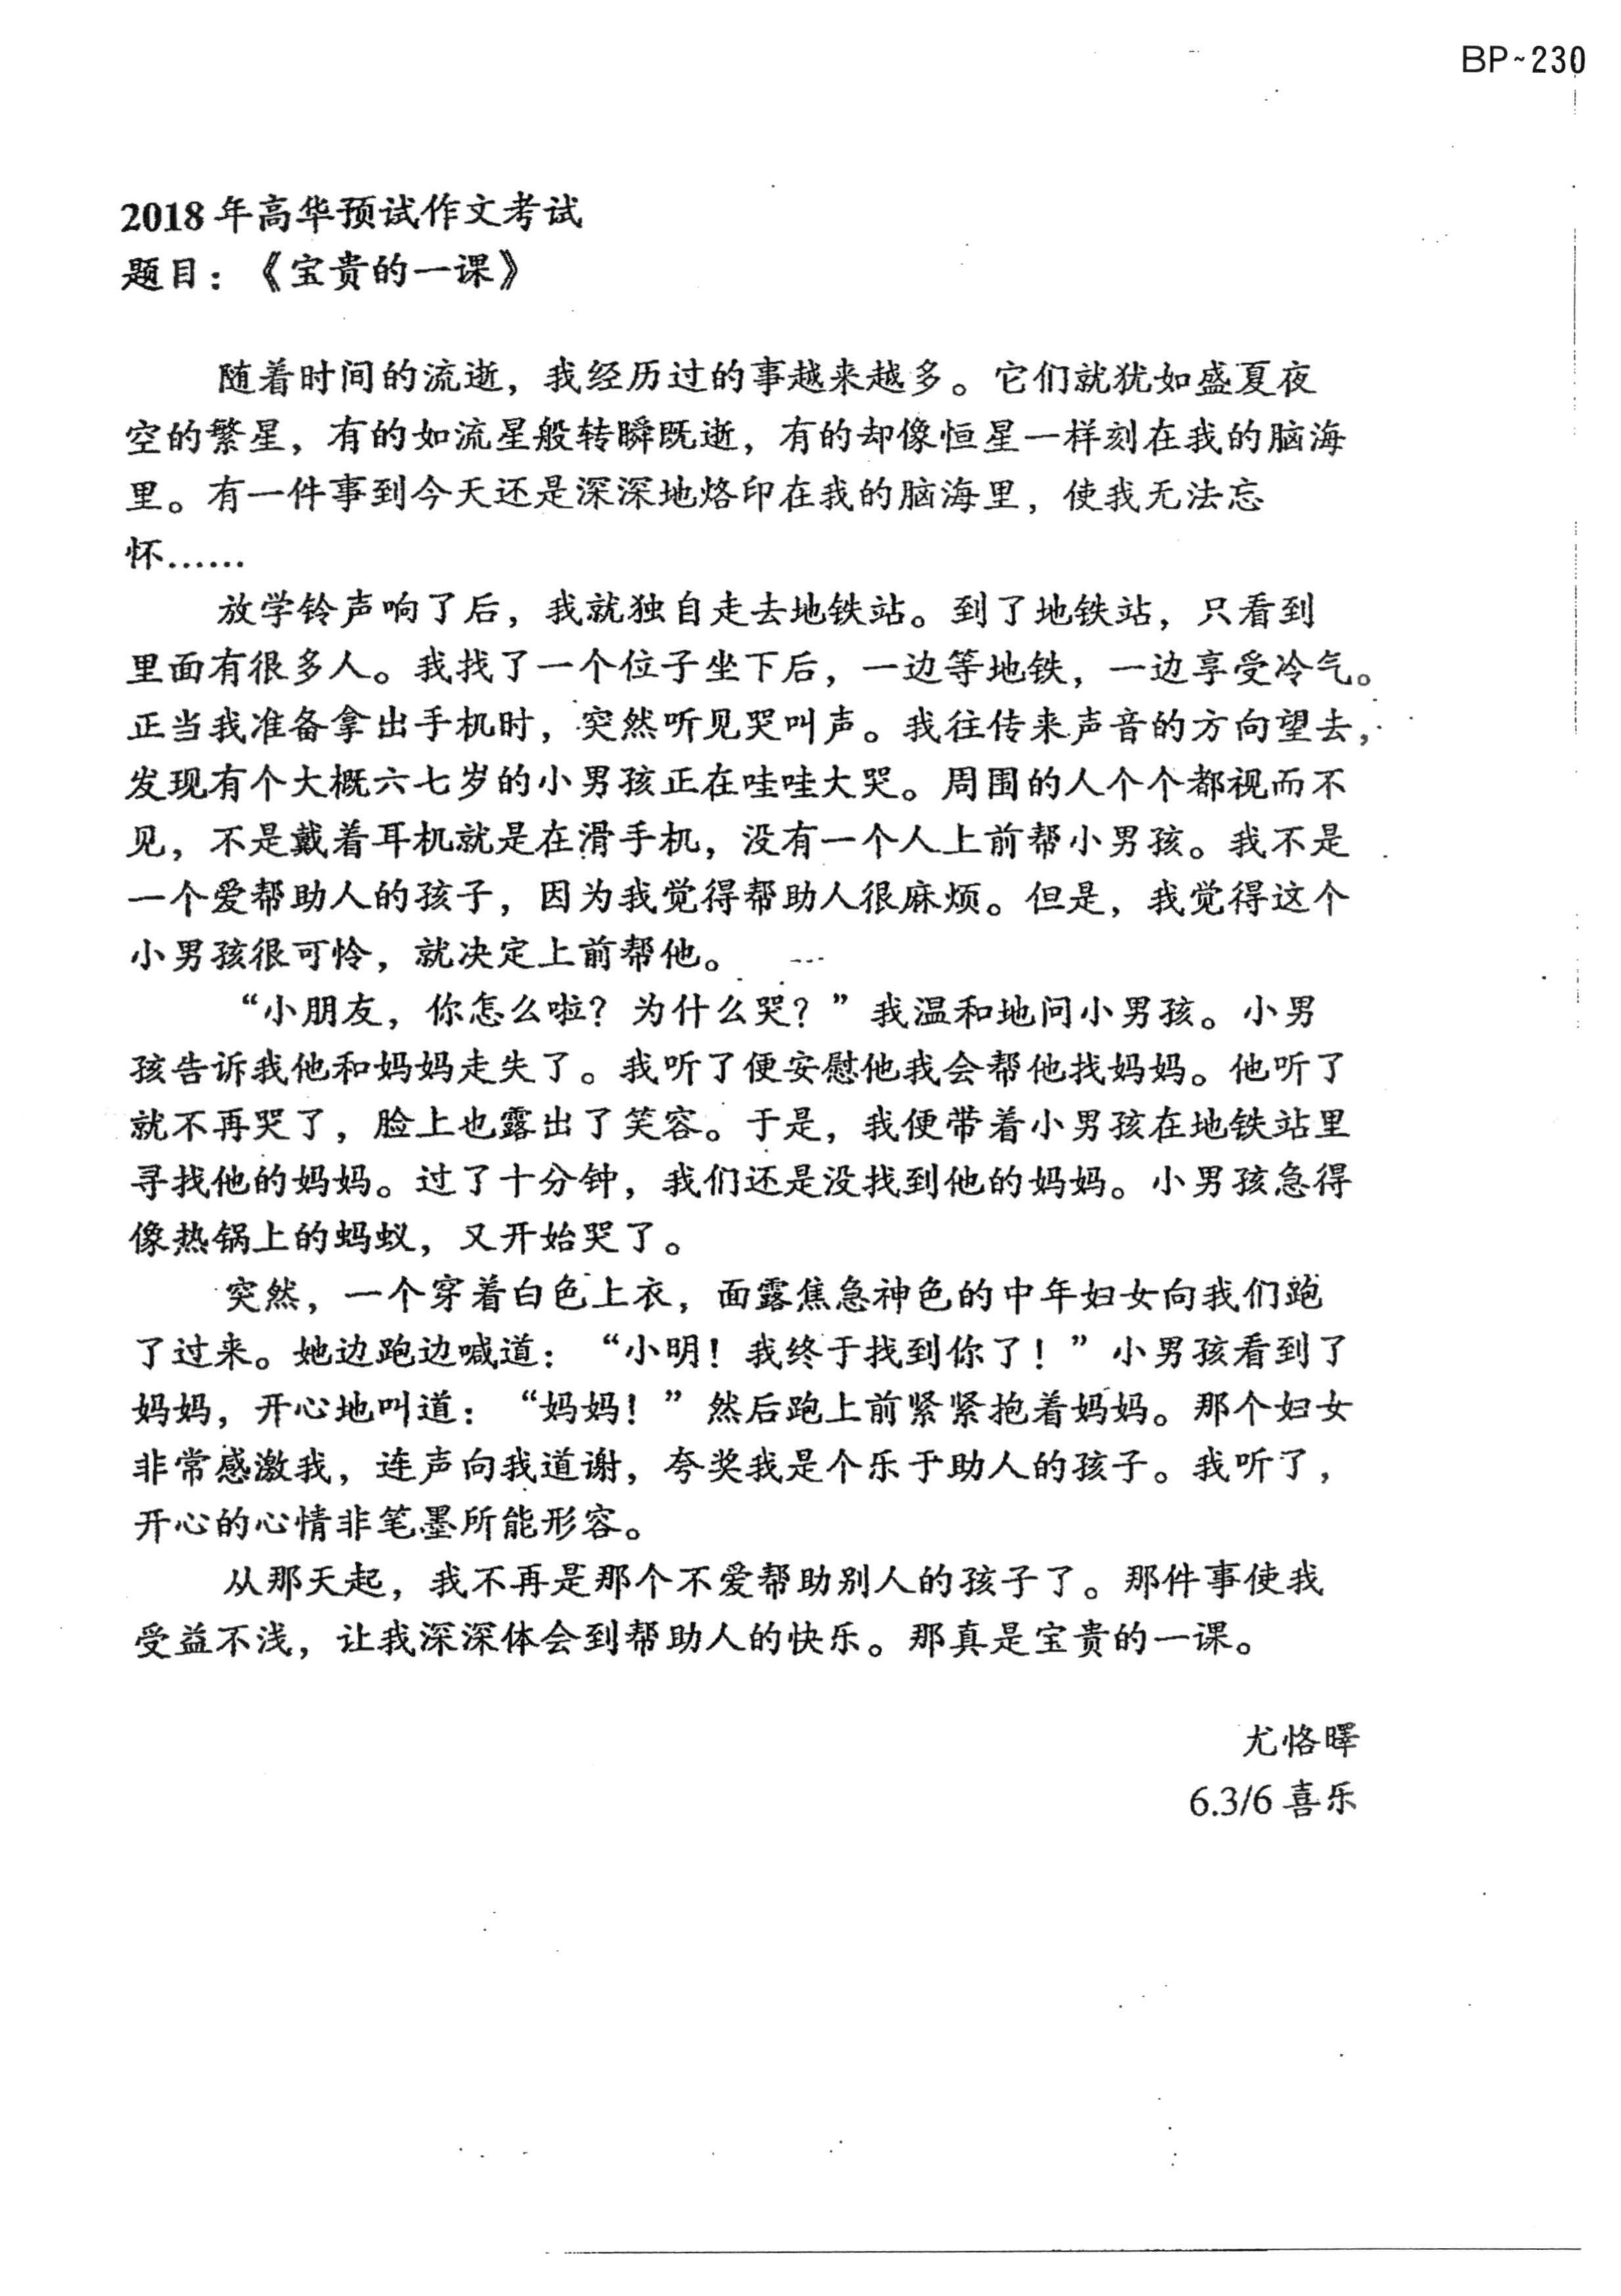 BP~230
2018年高华预试作文考试
题目：《宝贵的一课》
随着时间的流逝，我经历过的事越来越多。它们就犹如盛夏夜
空的繁星，有的如流星般转瞬既逝，有的却像恒星一样刻在我的脑海
里。有一件事到今天还是深深地烙印在我的脑海里，使我无法忘
怀......
放学铃声响了后，我就独自走去地铁站。到了地铁站，只看到
里面有很多人。我找了一个位子坐下后，一边等地铁，一边享受冷气。
正当我准备拿出手机时，突然听见哭叫声。我往传来声音的方向望去，
发现有个大概六七岁的小男孩正在哇哇大哭。周围的人个个都视而不
见，不是戴着耳机就是在滑手机，没有一个人上前帮小男孩。我不是
一个爱帮助人的孩子，因为我觉得帮助人很麻烦。但是，我觉得这个
小男孩很可怜，就决定上前帮他。
“小朋友，你怎么啦？为什么哭？”我温和地问小男孩。小男
孩告诉我他和妈妈走失了。我听了便安慰他我会帮他找妈妈。他听了
就不再哭了，脸上也露出了笑容。于是，我便带着小男孩在地铁站里
寻找他的妈妈。过了十分钟，我们还是没找到他的妈妈。小男孩急得
像热锅上的蚂蚁，又开始哭了。
突然，一个穿着白色上衣，面露焦急神色的中年妇女向我们跑
了过来。她边跑边喊道：“小明！我终于找到你了！”小男孩看到了
妈妈，开心地叫道：“妈妈！”然后跑上前紧紧抱着妈妈。那个妇女
非常感激我，连声向我道谢，夸奖我是个乐于助人的孩子。我听了，
开心的心情非笔墨所能形容。
从那天起，我不再是那个不爱帮助别人的孩子了。那件事使我
受益不浅，让我深深体会到帮助人的快乐。那真是宝贵的一课。
尤恪曎
6.3/6喜乐